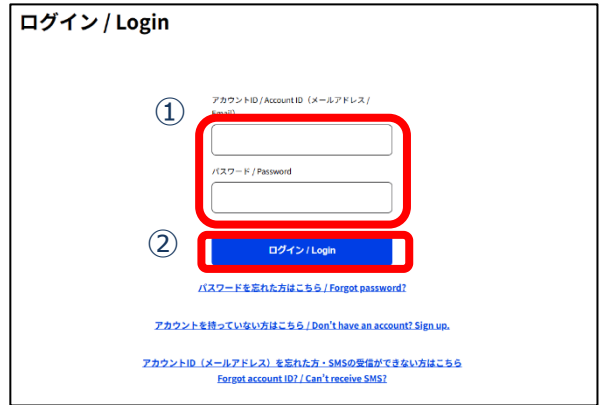 ログイン / Login
①
アカウントID / Account ID（メールアドレス /
Email）
パスワード / Password
②
ログイン / Login
パスワードを忘れた方はこちら / Forgot password?
アカウントを持っていない方はこちら / Don't have an account? Sign up.
アカウントID（メールアドレス）を忘れた方・SMSの受信ができない方はこちら
Forgot account ID? / Can't receive SMS?